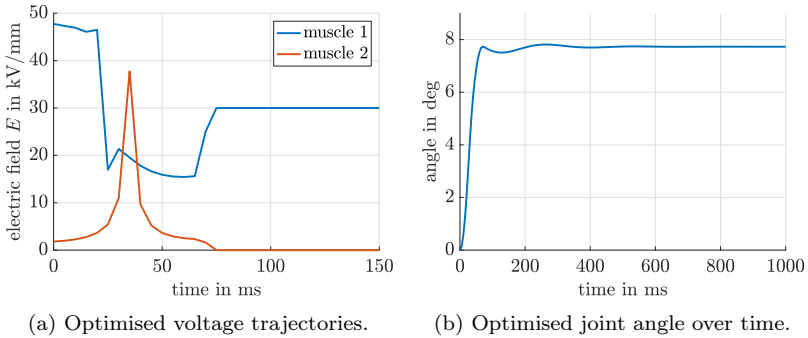 50
40
30
20
10
0
electric field E in kV/mm
muscle 1
muscle 2
0 50 100 150
time in ms
8
6
4
2
0
angle in deg
0 200 400 600 800 1000
time in ms
(a) Optimised voltage trajectories.
(b) Optimised joint angle over time.